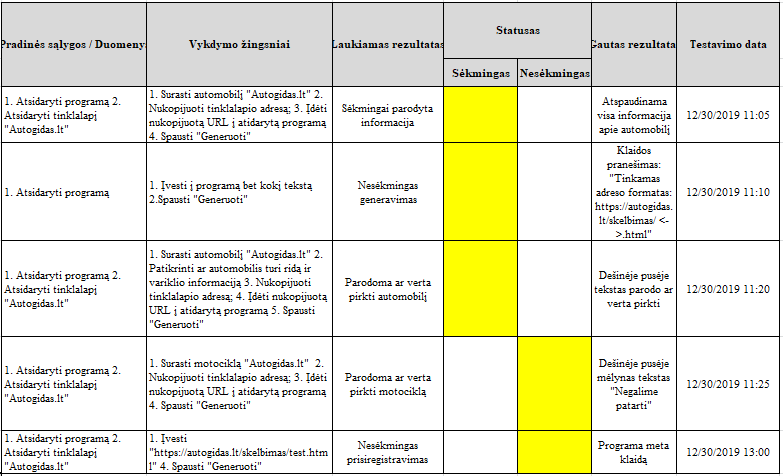 Pradinės sąlygos / Duomenys
Vykdymo žingsniai
Laukiamas rezultatas
Statusas
Sėkmingas
Nesėkmingas
Gautas rezultata
Testavimo data
1. Atsidaryti programą 2.
Atsidaryti tinklalapį
"Autogidas.lt"
1. Surasti automobilį "Autogidas.lt" 2.
Nukopijuoti tinklalapio adresą; 3. Įdėti
nukopijuotą URL į atidarytą programą
4. Spausti "Generuoti"
Sėkmingai parodyta
informacija
Atspaudinama
visa informacija
apie automobilį
12/30/2019 11:05
1. Atsidaryti programą
1. Įvesti į programą bet kokį tekstą
2.Spausti "Generuoti"
Nesėkmingas
generavimas
Klaidos
pranešimas:
"Tinkamas
adreso formatas:
https://autogidas.
lt/skelbimas/ <-
>.html"
12/30/2019 11:10
1. Atsidaryti programą 2.
Atsidaryti tinklalapį
"Autogidas.lt"
1. Surasti automobilį "Autogidas.lt" 2.
Patikrinti ar automobilis turi ridą ir
variklio informaciją 3. Nukopijuoti
tinklalapio adresą; 4. Įdėti nukopijuotą
URL į atidarytą programą 5. Spausti
"Generuoti"
Parodoma ar verta
pirkti automobilį
Dešinėje pusėje
tekstas parodo ar
verta pirkti
12/30/2019 11:20
1. Atsidaryti programą 2.
Atsidaryti tinklalapį
"Autogidas.lt"
1. Surasti motociklą "Autogidas.lt"  2.
Nukopijuoti tinklalapio adresą; 3. Įdėti
nukopijuotą URL į atidarytą programą
4. Spausti "Generuoti"
Parodoma ar verta
pirkti motociklą
Dešinėje pusėje
mėlynas tekstas
"Negalime
patarti"
12/30/2019 11:25
1. Atsidaryti programą 2.
Atsidaryti tinklalapį
"Autogidas.lt"
1. Įvesti
"https://autogidas.lt/skelbimas/test.htm
l" 4. Spausti "Generuoti"
Nesėkmingas
prisiregistravimas
Programa meta
klaidą
12/30/2019 13:00